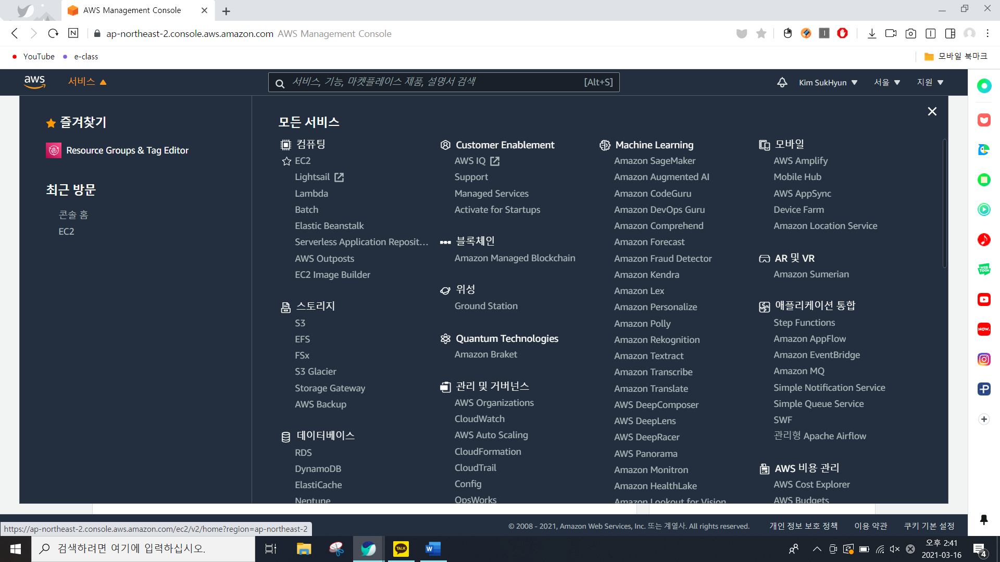 AWS Management Console
ap-northeast-2.console.aws.amazon.com AWS Management Console
YouTube
e-class
모바일 북마크
aws
서비스
서비스, 기능, 마켓플레이스 제품, 설명서 검색
[Alt+S]
Kim SukHyun
서울
지원
즐겨찾기
Resource Groups & Tag Editor
최근 방문
콘솔 홈
EC2
모든 서비스
컴퓨팅
EC2
Lightsail
Lambda
Batch
Elastic Beanstalk
Serverless Application Reposit...
AWS Outposts
EC2 Image Builder
스토리지
S3
EFS
FSx
S3 Glacier
Storage Gateway
AWS Backup
데이터베이스
RDS
DynamoDB
ElastiCache
Neptune
Customer Enablement
AWS IQ
Support
Managed Services
Activate for Startups
블록체인
Amazon Managed Blockchain
위성
Ground Station
Quantum Technologies
Amazon Braket
관리 및 거버넌스
AWS Organizations
CloudWatch
AWS Auto Scaling
CloudFormation
CloudTrail
Config
OpsWorks
Machine Learning
Amazon SageMaker
Amazon Augmented AI
Amazon CodeGuru
Amazon DevOps Guru
Amazon Comprehend
Amazon Forecast
Amazon Fraud Detector
Amazon Kendra
Amazon Lex
Amazon Personalize
Amazon Polly
Amazon Rekognition
Amazon Textract
Amazon Transcribe
Amazon Translate
AWS DeepComposer
AWS DeepLens
AWS DeepRacer
AWS Panorama
Amazon Monitron
Amazon HealthLake
Amazon Lookout for Vision
모바일
AWS Amplify
Mobile Hub
AWS AppSync
Device Farm
Amazon Location Service
AR 및 VR
Amazon Sumerian
애플리케이션 통합
Step Functions
Amazon AppFlow
Amazon EventBridge
Amazon MQ
Simple Notification Service
Simple Queue Service
SWF
관리형 Apache Airflow
AWS 비용 관리
AWS Cost Explorer
AWS Budgets
WEB
TOON
NOW.
© 2008 - 2021, Amazon Web Services, Inc. 또는 계열사. All rights reserved.
개인 정보 보호 정책
이용 약관
쿠키 기본 설정
https://ap-northeast-2.console.aws.amazon.com/ec2/v2/home?region=ap-northeast-2
검색하려면 여기에 입력하십시오.
TALK
W
오후 2:41
2021-03-16
4